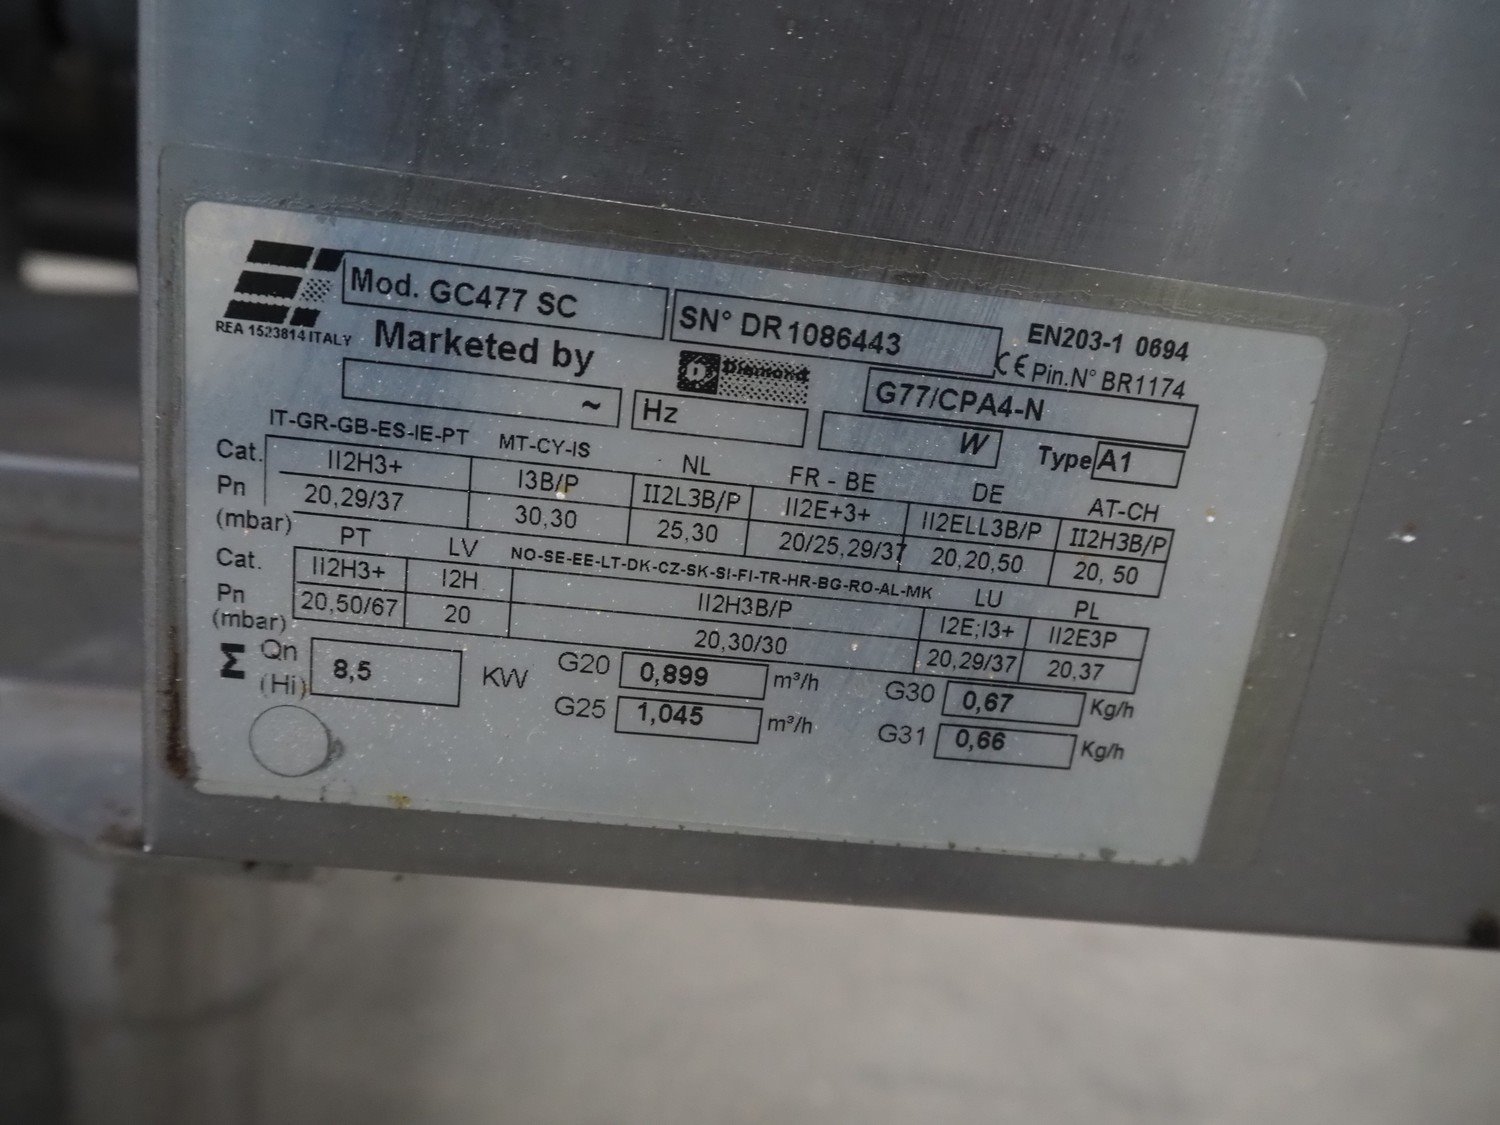 Mod. GC477 SC
SN° DR1086443
EN203-1 0694
REA 1523814 ITALY
Marketed by
Diamond
CE Pin.N° BR1174
G77/CPA4-N
~
Hz
W
Type A1
IT-GR-GB-ES-IE-PT MT-CY-IS NL FR - BE DE AT-CH
Cat. II2H3+ I3B/P II2L3B/P II2E+3+ II2ELL3B/P II2H3B/P
Pn (mbar) 20,29/37 30,30 25,30 20/25,29/37 20,20,50 20, 50
PT LV NO-SE-EE-LT-DK-CZ-SK-SI-FI-TR-HR-BG-RO-AL-MK LU PL
Cat. II2H3+ I2H II2H3B/P I2E;I3+ II2E3P
Pn (mbar) 20,50/67 20 20,30/30 20,29/37 20,37
Σ Qn (Hi) 8,5 KW G20 0,899 m³/h G30 0,67 Kg/h
G25 1,045 m³/h G31 0,66 Kg/h